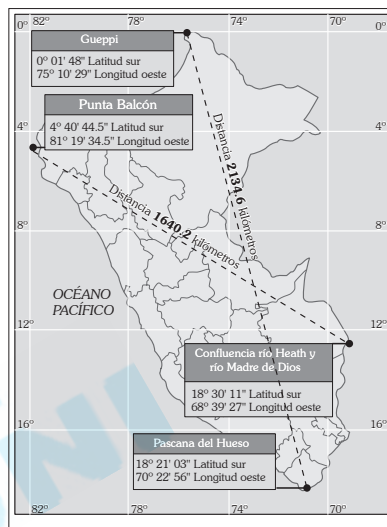 82° 78° 74° 70°
0° 0°
Gueppi
0° 01' 48" Latitud sur
75° 10' 29" Longitud oeste
Punta Balcón
4° 40' 44.5" Latitud sur
81° 19' 34.5" Longitud oeste
4° 4°
Distancia 2134.6 kilómetros
Distancia 1640.2 kilómetros
8° 8°
OCÉANO
PACÍFICO
12° 12°
Confluencia río Heath y
río Madre de Dios
18° 30' 11" Latitud sur
68° 39' 27" Longitud oeste
16° 16°
Pascana del Hueso
18° 21' 03" Latitud sur
70° 22' 56" Longitud oeste
82° 78° 74° 70°